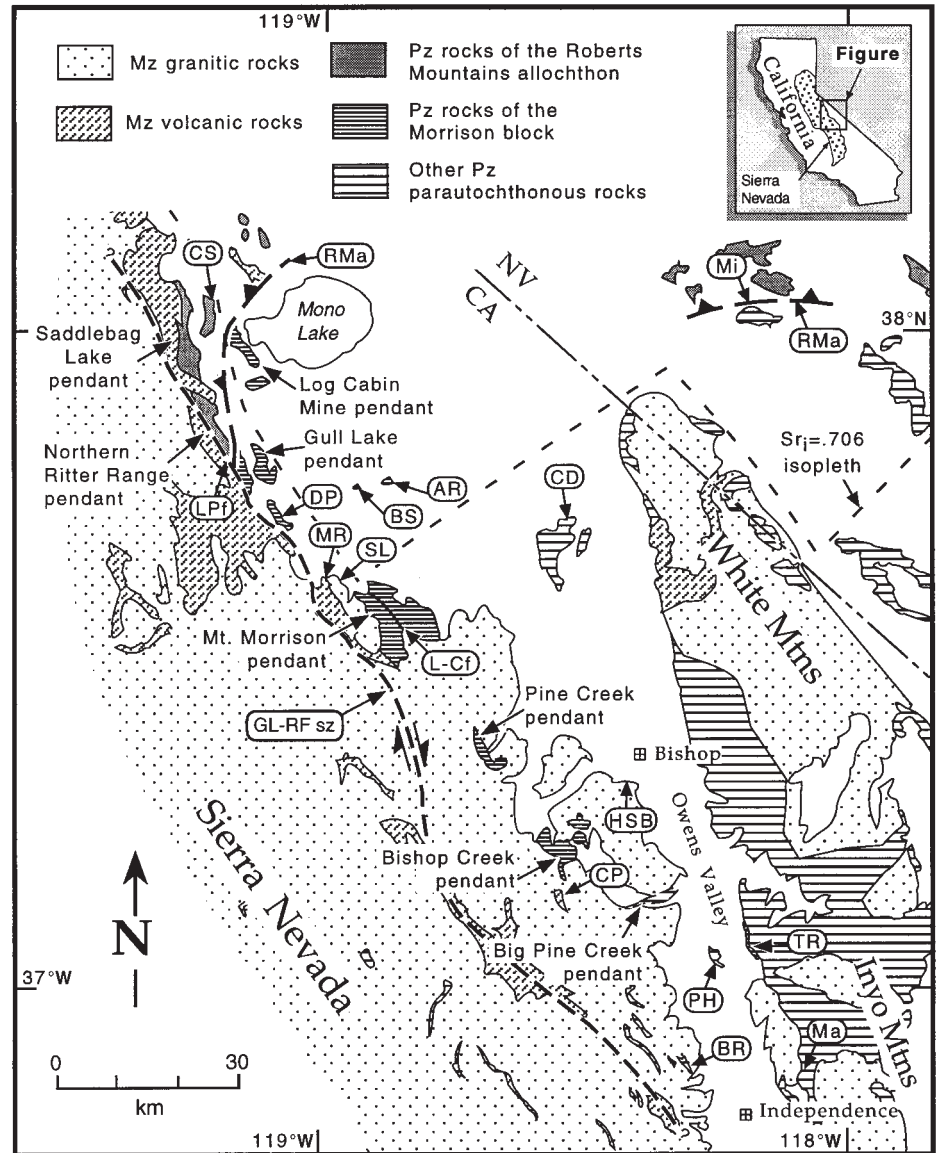 119°W
Mz granitic rocks
Mz volcanic rocks
Pz rocks of the Roberts
Mountains allochthon
Pz rocks of the
Morrison block
Other Pz
parautochthonous rocks
Figure
California
Sierra
Nevada
CS
RMa
Mono
Lake
NV
CA
Mi
RMa
38°N
Saddlebag
Lake
pendant
Log Cabin
Mine pendant
Gull Lake
pendant
Northern
Ritter Range
pendant
LPf
DP
BS
AR
CD
Sri=.706
isopleth
MR
SL
White Mtns
Mt. Morrison
pendant
L-Cf
GL-RF sz
Pine Creek
pendant
Bishop
HSB
Owens Valley
Sierra Nevada
Bishop Creek
pendant
CP
Big Pine Creek
pendant
TR
PH
Inyo Mtns
N
37°W
Ma
BR
0 30
km
Independence
119°W
118°W